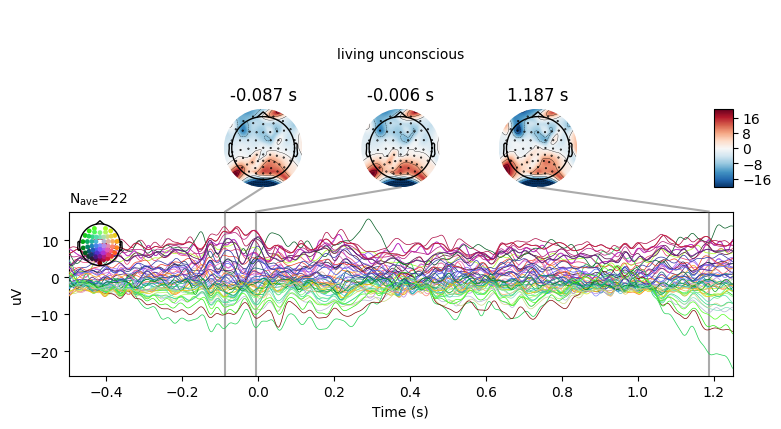 living unconscious
-0.087 s -0.006 s 1.187 s
16
8
0
−8
−16
Nave=22
10
0
−10
−20
uV
−0.4 −0.2 0.0 0.2 0.4 0.6 0.8 1.0 1.2
Time (s)